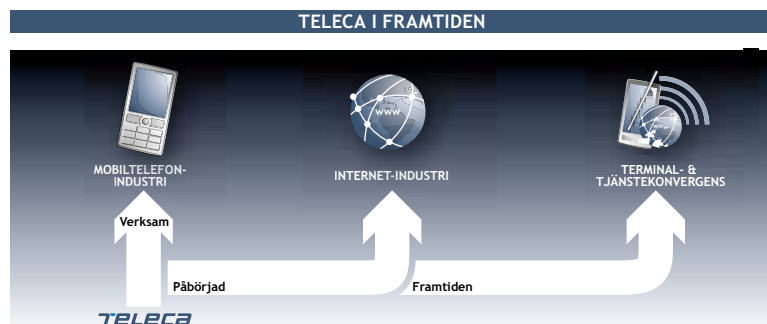 TELECA I FRAMTIDEN
www
MOBILTELEFON-
INDUSTRI
INTERNET-INDUSTRI
TERMINAL- &
TJÄNSTEKONVERGENS
Verksam
Påbörjad
Framtiden
TELECA